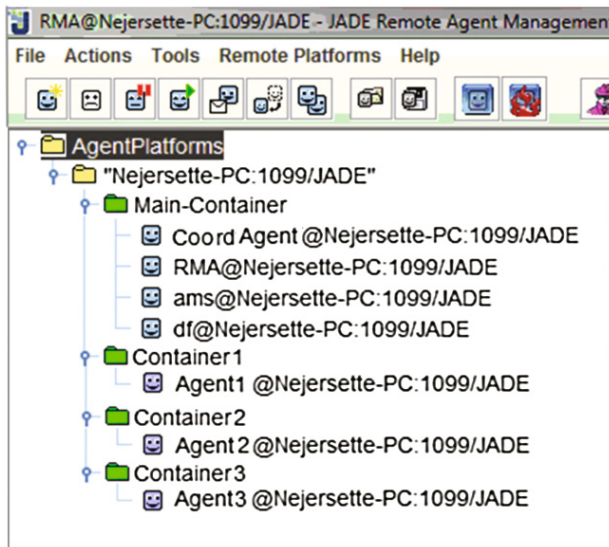 RMA@Nejersette-PC:1099/JADE - JADE Remote Agent Management
File Actions Tools Remote Platforms Help
AgentPlatforms
"Nejersette-PC:1099/JADE"
Main-Container
Coord Agent @Nejersette-PC:1099/JADE
RMA@Nejersette-PC:1099/JADE
ams@Nejersette-PC:1099/JADE
df@Nejersette-PC:1099/JADE
Container1
Agent1 @Nejersette-PC:1099/JADE
Container2
Agent2 @Nejersette-PC:1099/JADE
Container3
Agent3 @Nejersette-PC:1099/JADE